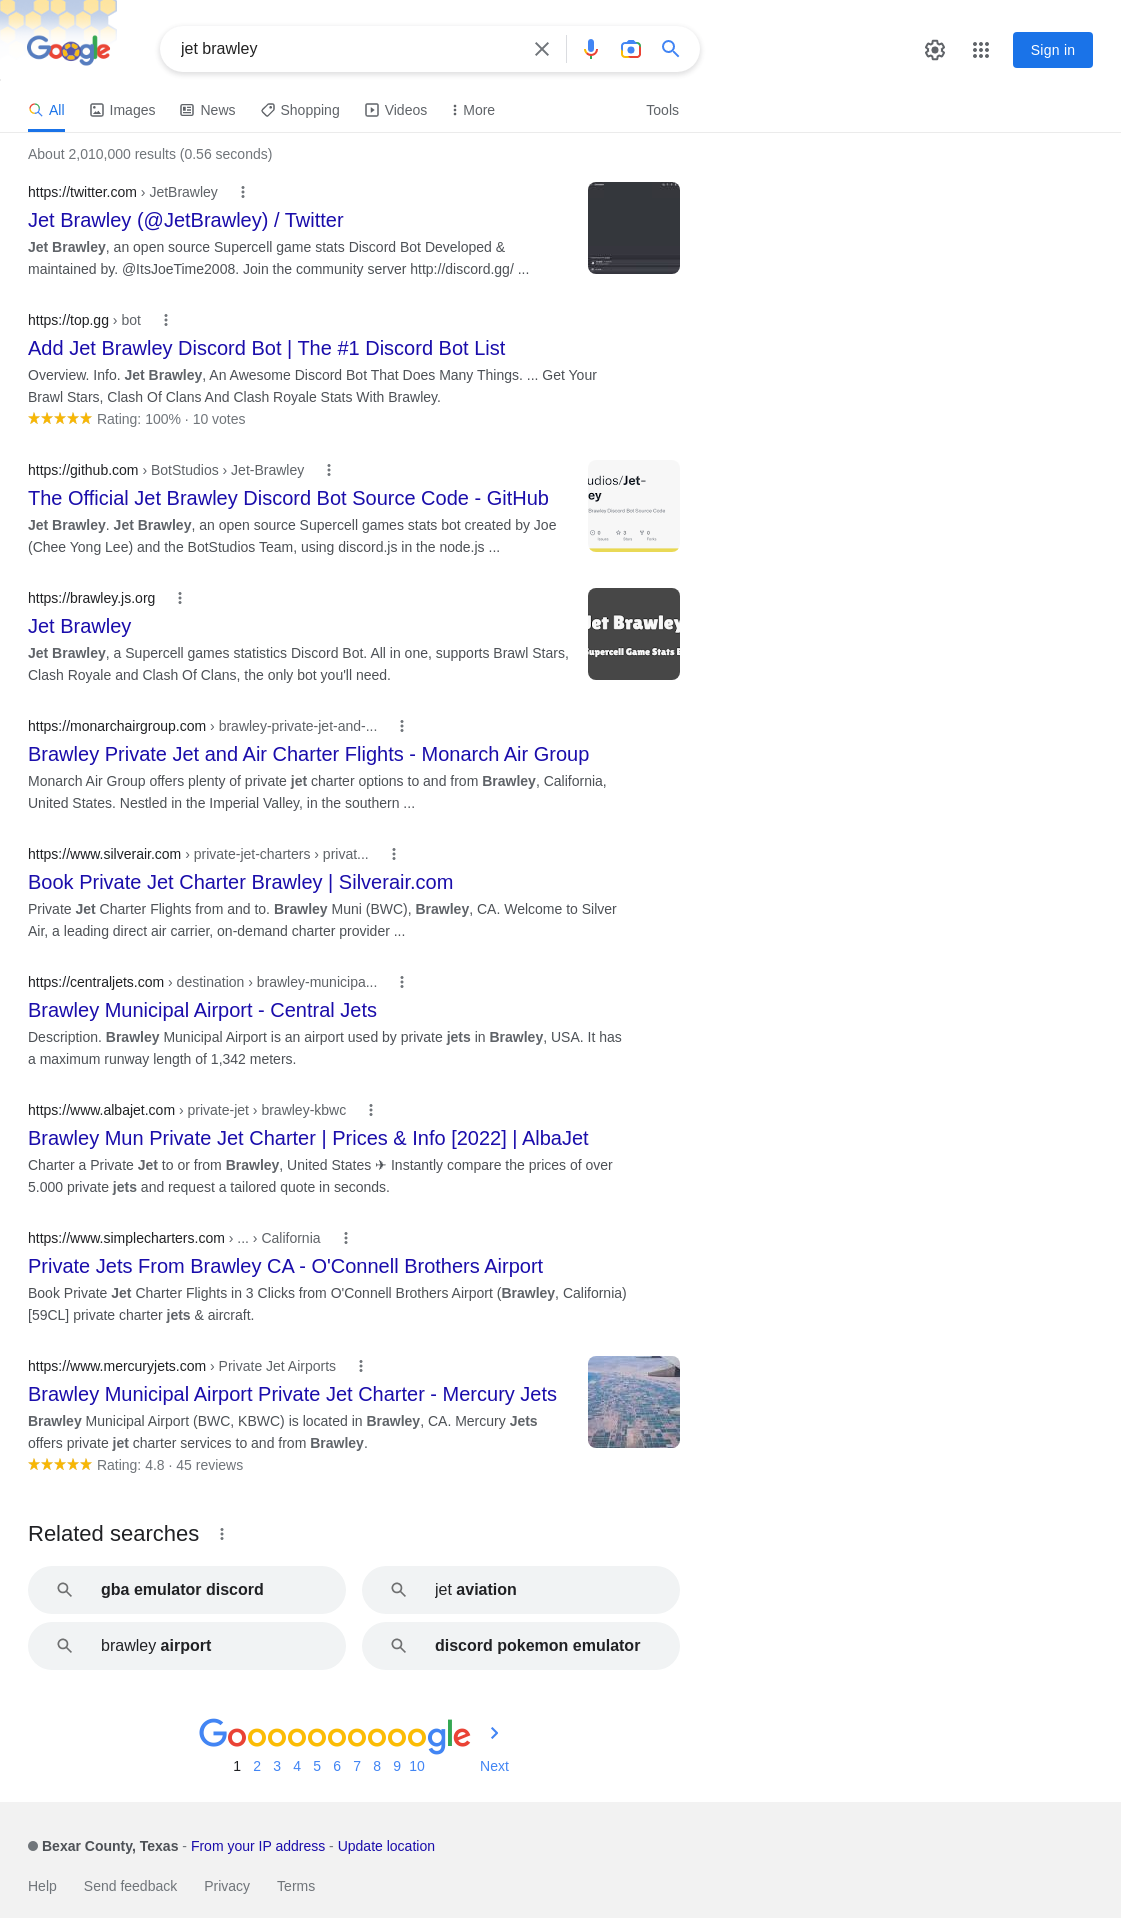 Google
jet brawley
Sign in
All
Images
News
Shopping
Videos
More
Tools
About 2,010,000 results (0.56 seconds)
https://twitter.com › JetBrawley
Jet Brawley (@JetBrawley) / Twitter
Jet Brawley, an open source Supercell game stats Discord Bot Developed &
maintained by. @ItsJoeTime2008. Join the community server http://discord.gg/ ...
https://top.gg › bot
Add Jet Brawley Discord Bot | The #1 Discord Bot List
Overview. Info. Jet Brawley, An Awesome Discord Bot That Does Many Things. ... Get Your
Brawl Stars, Clash Of Clans And Clash Royale Stats With Brawley.
Rating: 100% · 10 votes
https://github.com › BotStudios › Jet-Brawley
The Official Jet Brawley Discord Bot Source Code - GitHub
Jet Brawley. Jet Brawley, an open source Supercell games stats bot created by Joe
(Chee Yong Lee) and the BotStudios Team, using discord.js in the node.js ...
udios/Jet-
ey
Brawley Discord Bot Source Code
https://brawley.js.org
Jet Brawley
Jet Brawley, a Supercell games statistics Discord Bot. All in one, supports Brawl Stars,
Clash Royale and Clash Of Clans, the only bot you'll need.
Jet Brawley
Supercell Game Stats B
https://monarchairgroup.com › brawley-private-jet-and-...
Brawley Private Jet and Air Charter Flights - Monarch Air Group
Monarch Air Group offers plenty of private jet charter options to and from Brawley, California,
United States. Nestled in the Imperial Valley, in the southern ...
https://www.silverair.com › private-jet-charters › privat...
Book Private Jet Charter Brawley | Silverair.com
Private Jet Charter Flights from and to. Brawley Muni (BWC), Brawley, CA. Welcome to Silver
Air, a leading direct air carrier, on-demand charter provider ...
https://centraljets.com › destination › brawley-municipa...
Brawley Municipal Airport - Central Jets
Description. Brawley Municipal Airport is an airport used by private jets in Brawley, USA. It has
a maximum runway length of 1,342 meters.
https://www.albajet.com › private-jet › brawley-kbwc
Brawley Mun Private Jet Charter | Prices & Info [2022] | AlbaJet
Charter a Private Jet to or from Brawley, United States ✈ Instantly compare the prices of over
5.000 private jets and request a tailored quote in seconds.
https://www.simplecharters.com › ... › California
Private Jets From Brawley CA - O'Connell Brothers Airport
Book Private Jet Charter Flights in 3 Clicks from O'Connell Brothers Airport (Brawley, California)
[59CL] private charter jets & aircraft.
https://www.mercuryjets.com › Private Jet Airports
Brawley Municipal Airport Private Jet Charter - Mercury Jets
Brawley Municipal Airport (BWC, KBWC) is located in Brawley, CA. Mercury Jets
offers private jet charter services to and from Brawley.
Rating: 4.8 · 45 reviews
Related searches
gba emulator discord
jet aviation
brawley airport
discord pokemon emulator
Goooooooooogle
1 2 3 4 5 6 7 8 9 10 Next
Bexar County, Texas - From your IP address - Update location
Help Send feedback Privacy Terms